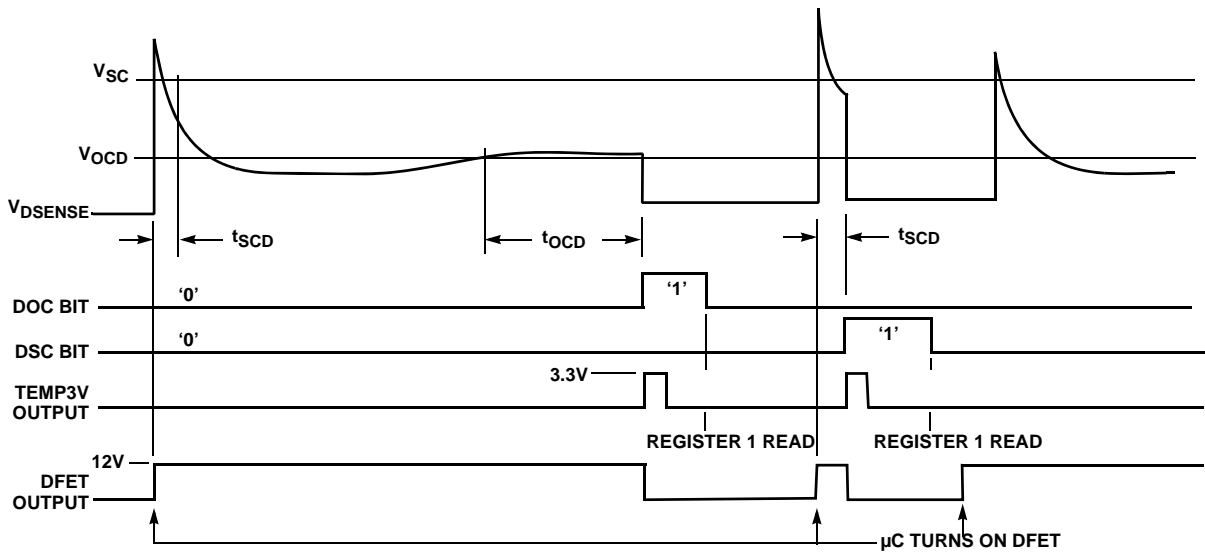 VSC
VOCD
VDSENSE
tSCD
tOCD
tSCD
DOC BIT
‘0’
‘1’
DSC BIT
‘0’
‘1’
3.3V
TEMP3V
OUTPUT
REGISTER 1 READ
REGISTER 1 READ
12V
DFET
OUTPUT
µC TURNS ON DFET